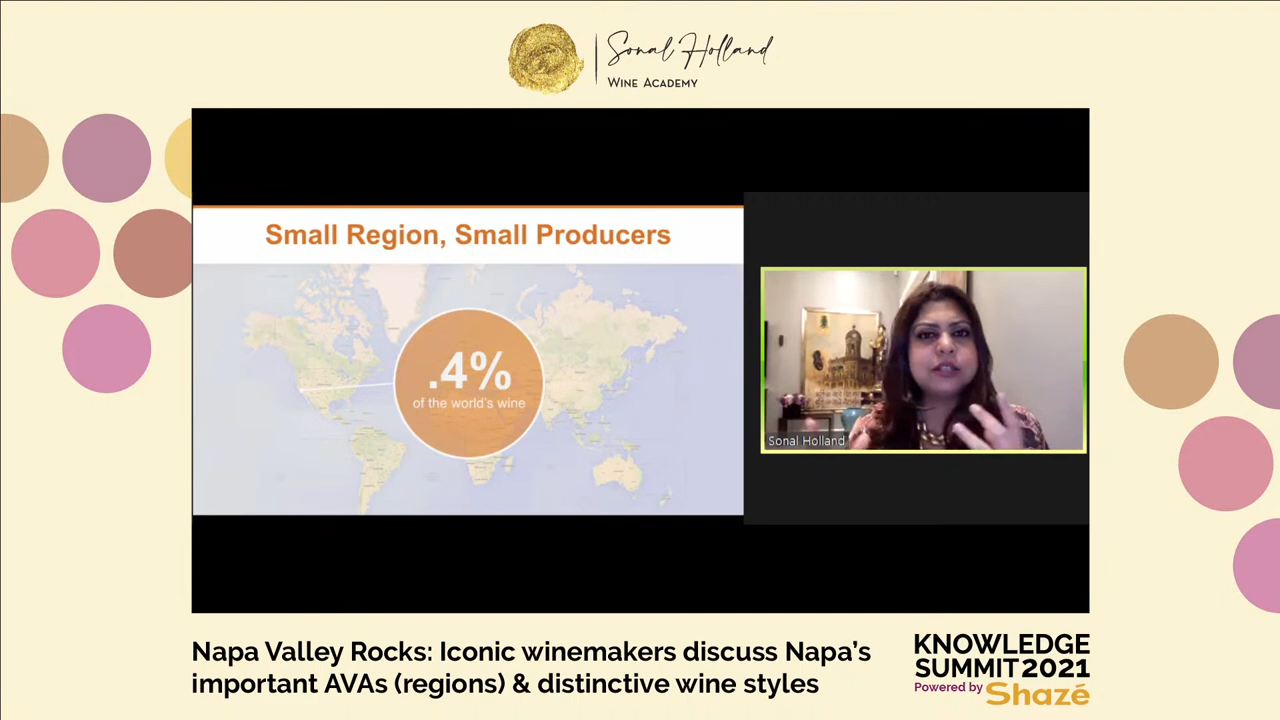 Sonal Holland
WINE ACADEMY
Small Region, Small Producers
.4%
of the world's wine
Sonal Holland
Napa Valley Rocks: Iconic winemakers discuss Napa's
important AVAs (regions) & distinctive wine styles
KNOWLEDGE
SUMMIT 2021
Powered by Shazé